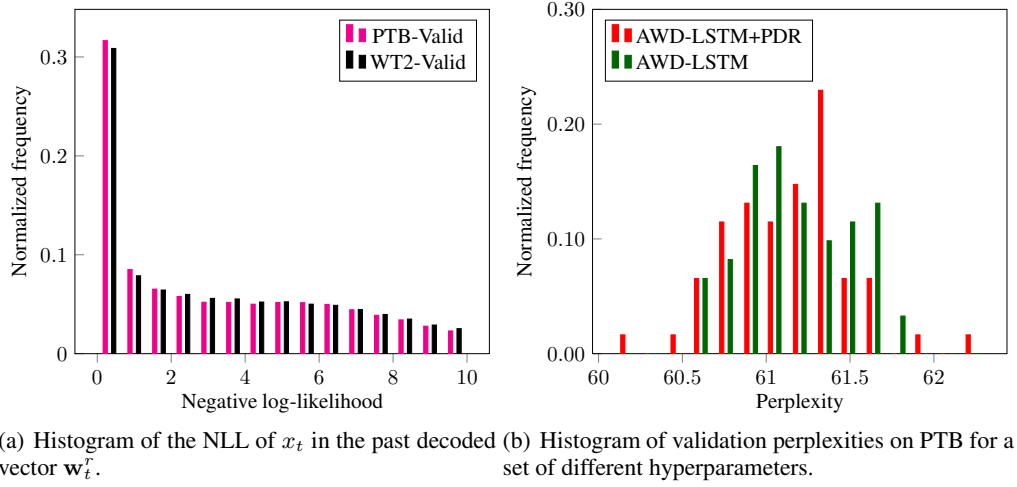 PTB-Valid
WT2-Valid
0.3
0.2
0.1
0
Normalized frequency
0 2 4 6 8 10
Negative log-likelihood
(a) Histogram of the NLL of x_t in the past decoded
vector w_t^r.
AWD-LSTM+PDR
AWD-LSTM
0.30
0.20
0.10
0.00
Normalized frequency
60 60.5 61 61.5 62
Perplexity
(b) Histogram of validation perplexities on PTB for a
set of different hyperparameters.